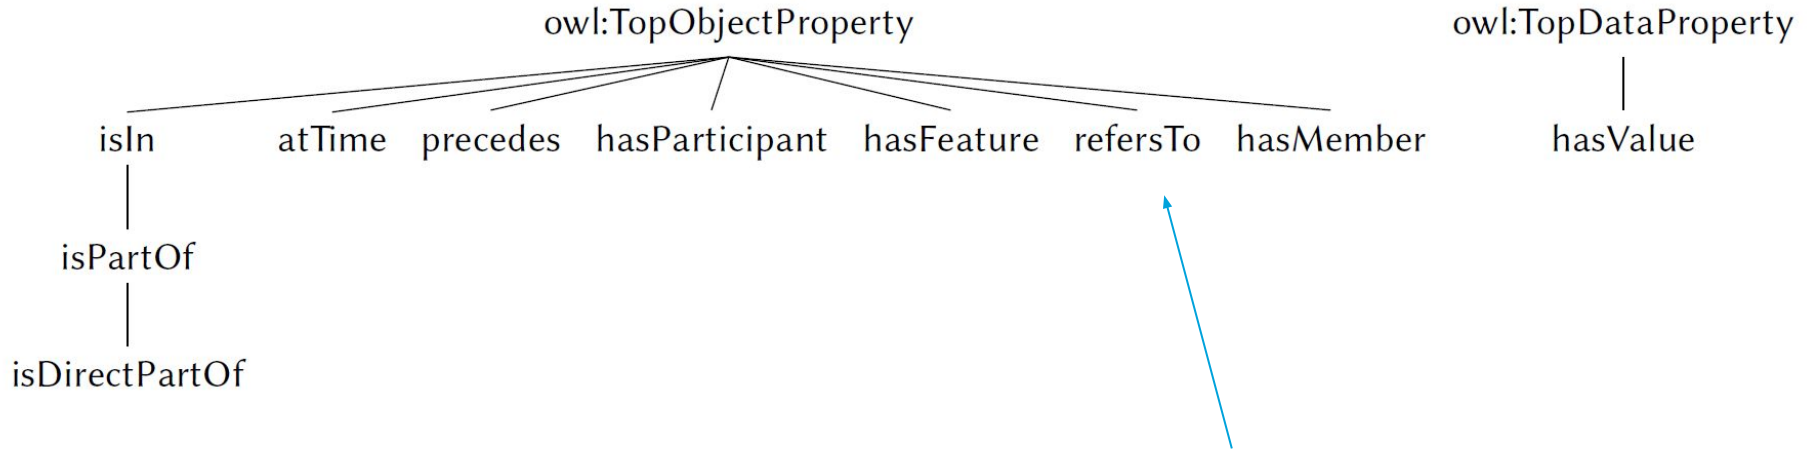 owl:TopObjectProperty owl:TopDataProperty
isIn atTime precedes hasParticipant hasFeature refersTo hasMember hasValue
isPartOf
isDirectPartOf